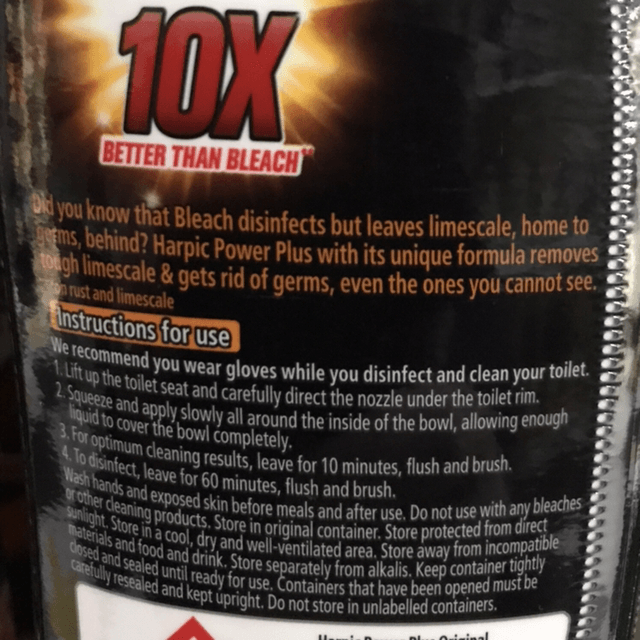 10X
BETTER THAN BLEACH**
Did you know that Bleach disinfects but leaves limescale, home to
germs, behind? Harpic Power Plus with its unique formula removes
tough limescale & gets rid of germs, even the ones you cannot see.
on rust and limescale
Instructions for use
We recommend you wear gloves while you disinfect and clean your toilet.
1. Lift up the toilet seat and carefully direct the nozzle under the toilet rim.
2. Squeeze and apply slowly all around the inside of the bowl, allowing enough
liquid to cover the bowl completely.
3. For optimum cleaning results, leave for 10 minutes, flush and brush.
4. To disinfect, leave for 60 minutes, flush and brush.
Wash hands and exposed skin before meals and after use. Do not use with any bleaches
or other cleaning products. Store in original container. Store protected from direct
sunlight. Store in a cool, dry and well-ventilated area. Store away from incompatible
materials and food and drink. Store separately from alkalis. Keep container tightly
closed and sealed until ready for use. Containers that have been opened must be
carefully resealed and kept upright. Do not store in unlabelled containers.
Harpic Power Plus Original